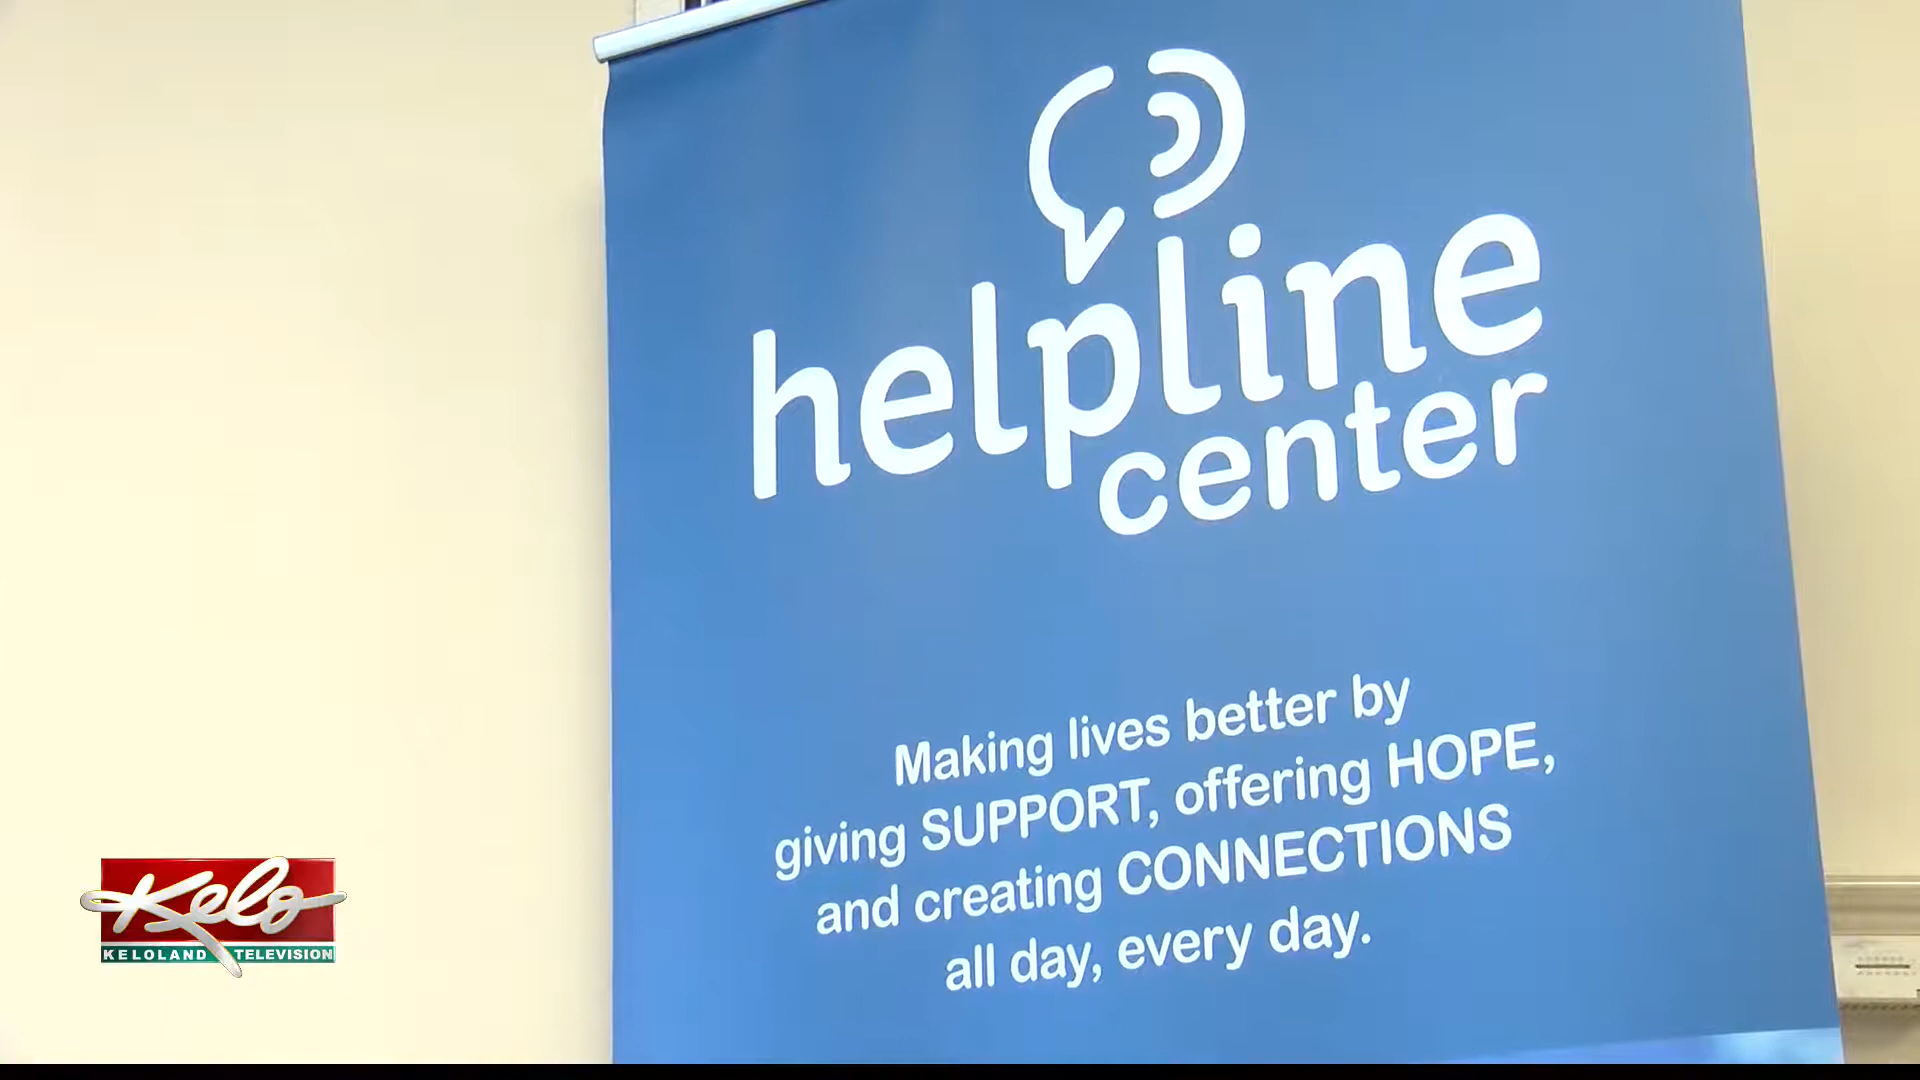 helpline
center
Making lives better by
giving SUPPORT, offering HOPE,
and creating CONNECTIONS
all day, every day.
Kelo
KELOLAND TELEVISION